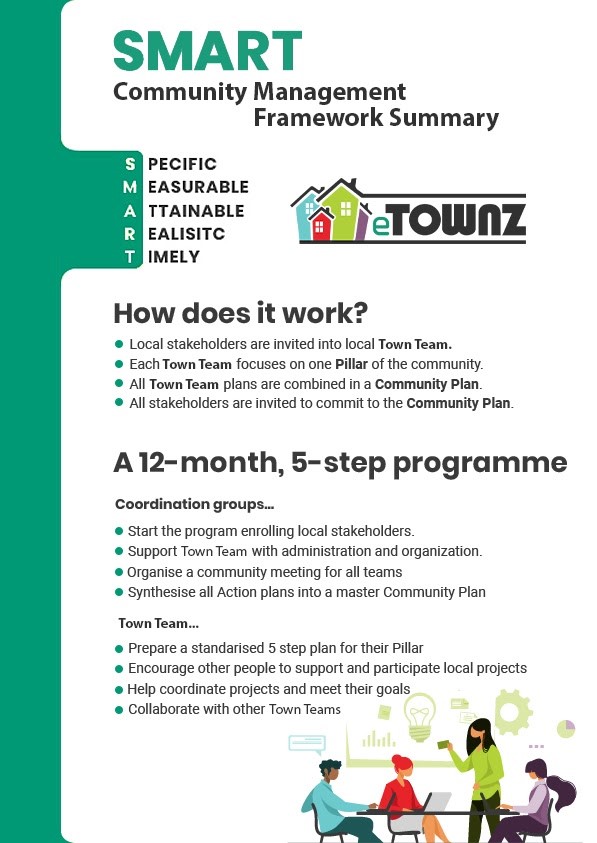 SMART
Community Management
Framework Summary
SPECIFIC
MEASURABLE
ATTAINABLE
REALISITC
TIMELY
eTOWNZ
How does it work?
Local stakeholders are invited into local Town Team.
Each Town Team focuses on one Pillar of the community.
All Town Team plans are combined in a Community Plan.
All stakeholders are invited to commit to the Community Plan.
A 12-month, 5-step programme
Coordination groups...
Start the program enrolling local stakeholders.
Support Town Team with administration and organization.
Organise a community meeting for all teams
Synthesise all Action plans into a master Community Plan
Town Team...
Prepare a standarised 5 step plan for their Pillar
Encourage other people to support and participate local projects
Help coordinate projects and meet their goals
Collaborate with other Town Teams